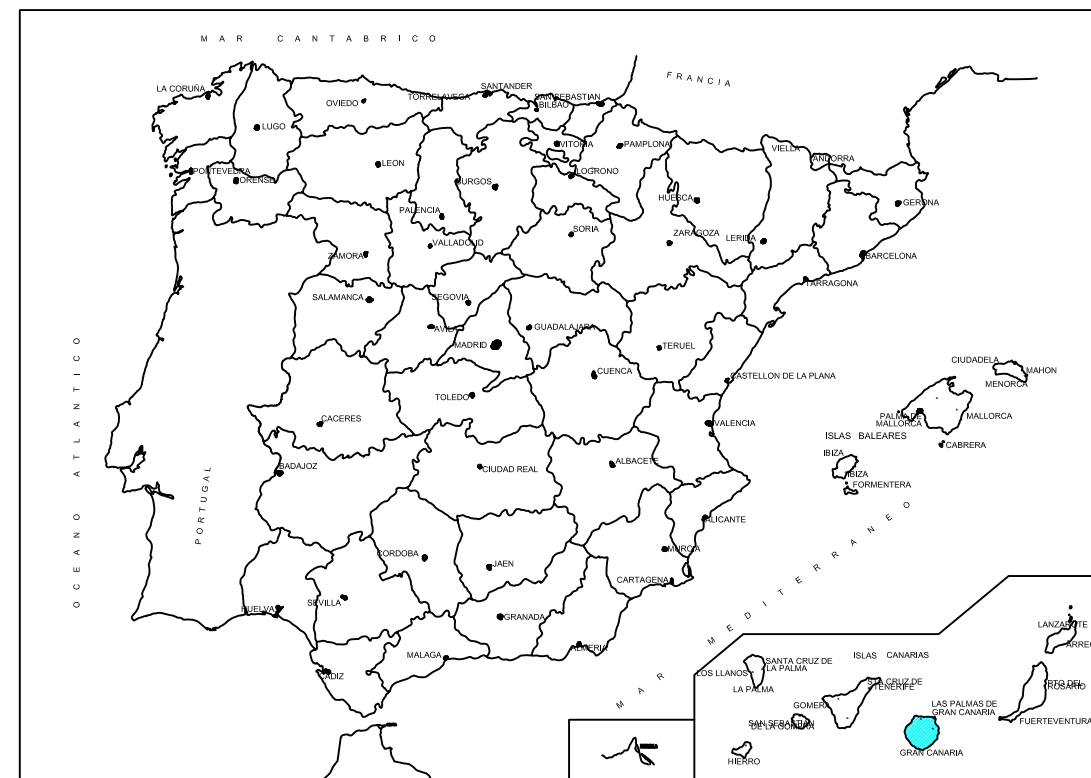 MAR CANTABRICO
FRANCIA
LA CORUÑA
LUGO
OVIEDO
TORRELAVEGA
SANTANDER
SAN SEBASTIAN
BILBAO
VITORIA
PAMPLONA
VIELLA
ANDORRA
PONTEVEDRA
ORENSE
LEON
BURGOS
LOGRONO
PALENCIA
HUESCA
GERONA
VALLADOLID
SORIA
ZARAGOZA
LERIDA
BARCELONA
ZAMORA
TARRAGONA
SALAMANCA
SEGOVIA
AVILA
GUADALAJARA
MADRID
TERUEL
CUENCA
CASTELLON DE LA PLANA
CIUDADELA
MAHON
MENORCA
TOLEDO
CACERES
VALENCIA
PALMA DE
MALLORCA
MALLORCA
ISLAS BALEARES
CABRERA
IBIZA
IBIZA
FORMENTERA
OCEANO ATLANTICO
PORTUGAL
BADAJOZ
CIUDAD REAL
ALBACETE
ALICANTE
MURCIA
CARTAGENA
CORDOBA
JAEN
HUELVA
SEVILLA
GRANADA
ALMERIA
MALAGA
CADIZ
MAR MEDITERRANEO
LANZAROTE
ARREC
ISLAS CANARIAS
SANTA CRUZ DE
LA PALMA
LOS LLANOS
LA PALMA
STA CRUZ DE
TENERIFE
PTO DEL
ROSARIO
GOMERA
SAN SEBASTIAN
DE LA GOMERA
LAS PALMAS DE
GRAN CANARIA
FUERTEVENTURA
GRAN CANARIA
HIERRO